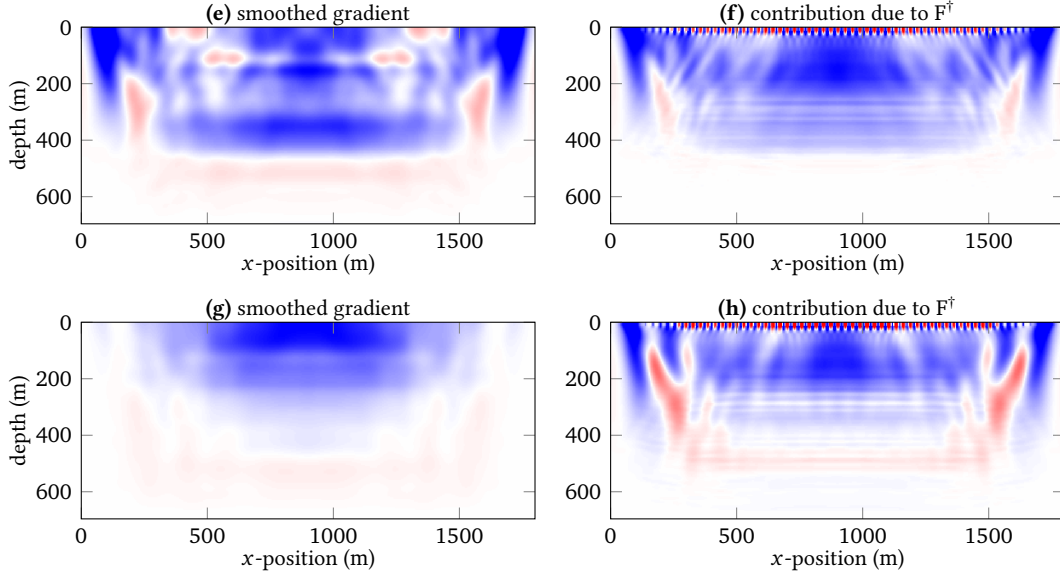 (e) smoothed gradient
(f) contribution due to F†
0
200
400
600
depth (m)
0 500 1000 1500
x-position (m)
0
200
400
600
0 500 1000 1500
x-position (m)
(g) smoothed gradient
(h) contribution due to F†
0
200
400
600
depth (m)
0 500 1000 1500
x-position (m)
0
200
400
600
0 500 1000 1500
x-position (m)